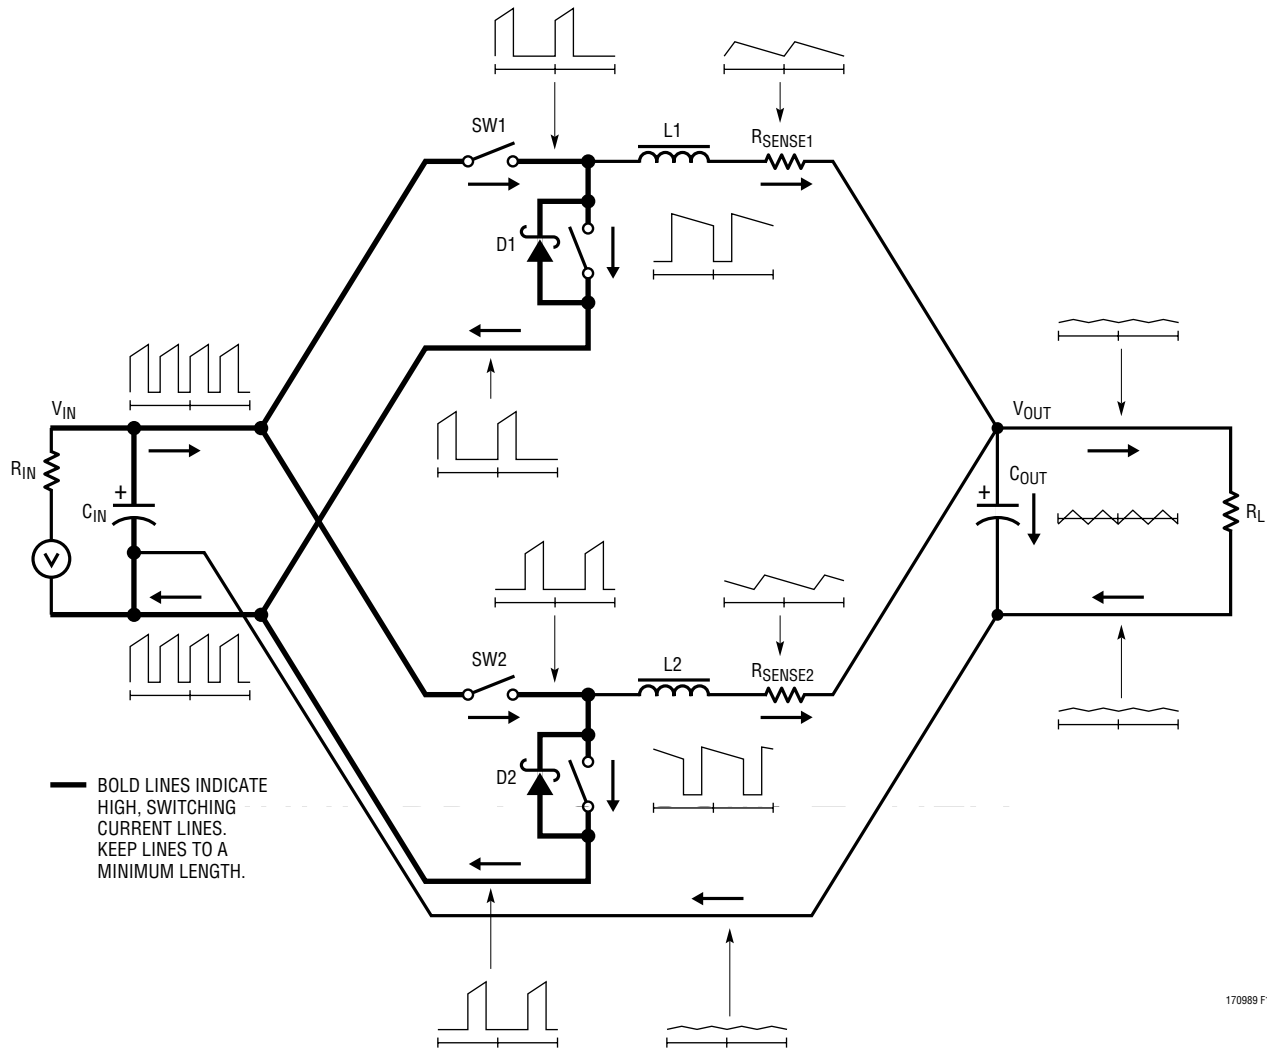 SW1
L1
RSENSE1
D1
VIN
RIN
+
CIN
VOUT
COUT
+
RL
SW2
L2
RSENSE2
D2
BOLD LINES INDICATE
HIGH, SWITCHING
CURRENT LINES.
KEEP LINES TO A
MINIMUM LENGTH.
V
170989 F